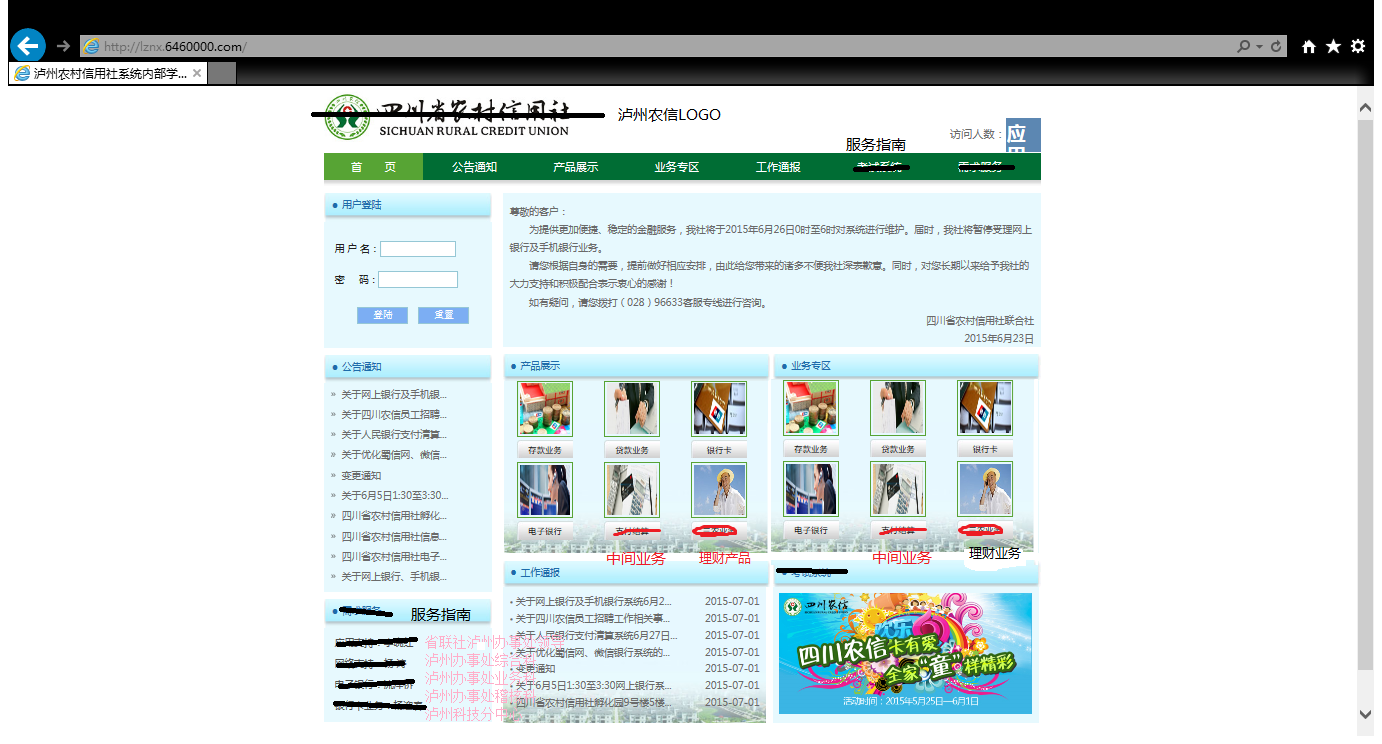 http://lznx.6460000.com/
泸州农村信用社系统内部学...
四川省农村信用社
SICHUAN RURAL CREDIT UNION
泸州农信LOGO
服务指南
访问人数：
应
首 页 公告通知 产品展示 业务专区 工作通报 考试系统 需求服务
用户登陆
用户名：
密 码：
登陆 重置
尊敬的客户：
为提供更加便捷、稳定的金融服务，我社将于2015年6月26日0时至6时对系统进行维护。届时，我社将暂停受理网上
银行及手机银行业务。
请您根据自身的需要，提前做好相应安排，由此给您带来的诸多不便我社深表歉意。同时，对您长期以来给予我社的
大力支持和积极配合表示衷心的感谢！
如有疑问，请您拨打（028）96633客服专线进行咨询。
四川省农村信用社联合社
2015年6月23日
公告通知
» 关于网上银行及手机银...
» 关于四川农信员工招聘...
» 关于人民银行支付清算...
» 关于优化蜀信网、微信...
» 变更通知
» 关于6月5日1:30至3:30...
» 四川省农村信用社孵化...
» 四川省农村信用社信息...
» 四川省农村信用社电子...
» 关于网上银行、手机银...
产品展示
存款业务 贷款业务 银行卡
电子银行 支付结算
中间业务 理财产品
业务专区
存款业务 贷款业务 银行卡
电子银行 支付结算
中间业务 理财业务
服务指南
省联社泸州办事处领导
泸州办事处综合
泸州办事处业务
泸州办事处稽
泸州科技分中心
工作通报
• 关于网上银行及手机银行系统6月2... 2015-07-01
• 关于四川农信员工招聘工作相关事... 2015-07-01
• 关于人民银行支付清算系统6月27日... 2015-07-01
• 关于优化蜀信网、微信银行系统的... 2015-07-01
• 变更通知 2015-07-01
• 关于6月5日1:30至3:30网上银行系... 2015-07-01
• 四川省农村信用社孵化园9号楼5楼... 2015-07-01
四川农信
欢乐
四川农信卡有爱
全家“童”样精彩
活动时间：2015年5月25日—6月1日